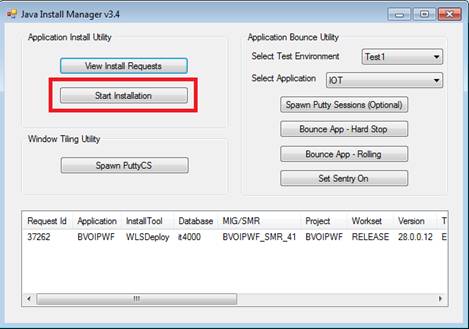 Java Install Manager v3.4
Application Install Utility
View Install Requests
Start Installation
Window Tiling Utility
Spawn PuttyCS
Application Bounce Utility
Select Test Environment Test1
Select Application IOT
Spawn Putty Sessions (Optional)
Bounce App - Hard Stop
Bounce App - Rolling
Set Sentry On
Request Id Application InstallTool Database MIG/SMR Project Workset Version T
37262 BVOIPWF WLSDeploy it4000 BVOIPWF_SMR_41 BVOIPWF RELEASE 28.0.0.12 E